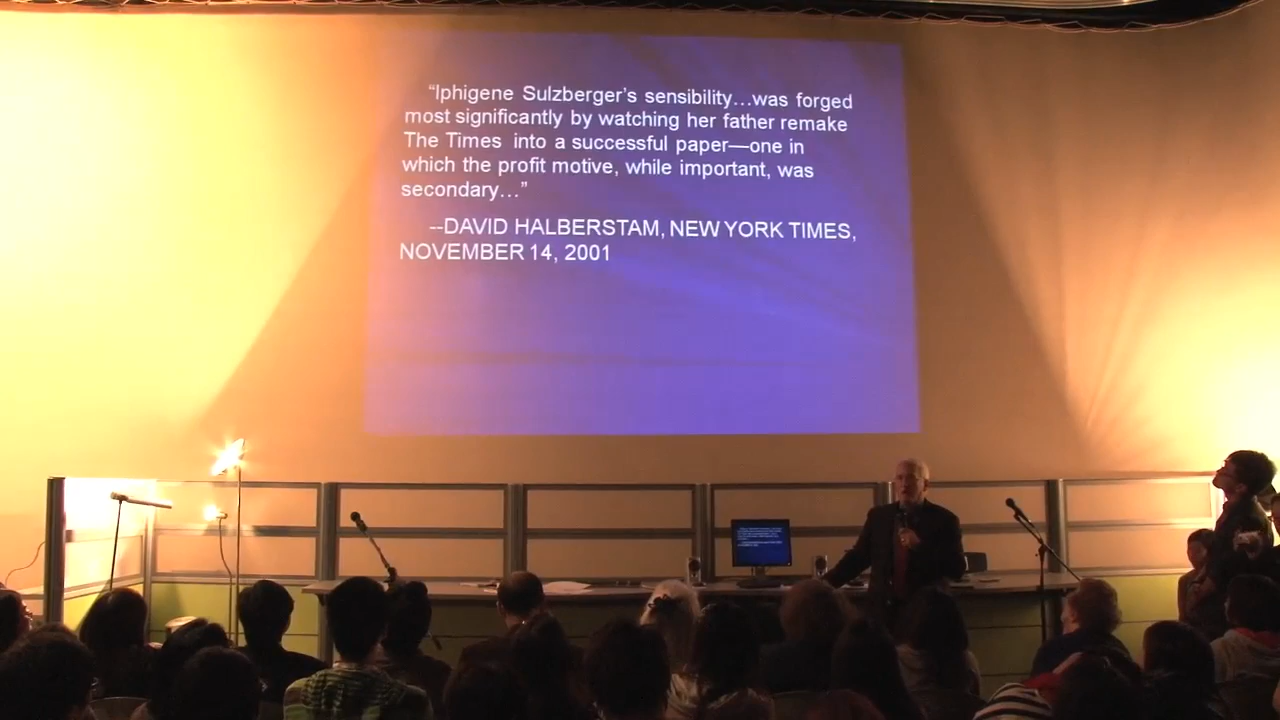 “Iphigene Sulzberger’s sensibility…was forged
most significantly by watching her father remake
The Times into a successful paper—one in
which the profit motive, while important, was
secondary…”
--DAVID HALBERSTAM, NEW YORK TIMES,
NOVEMBER 14, 2001